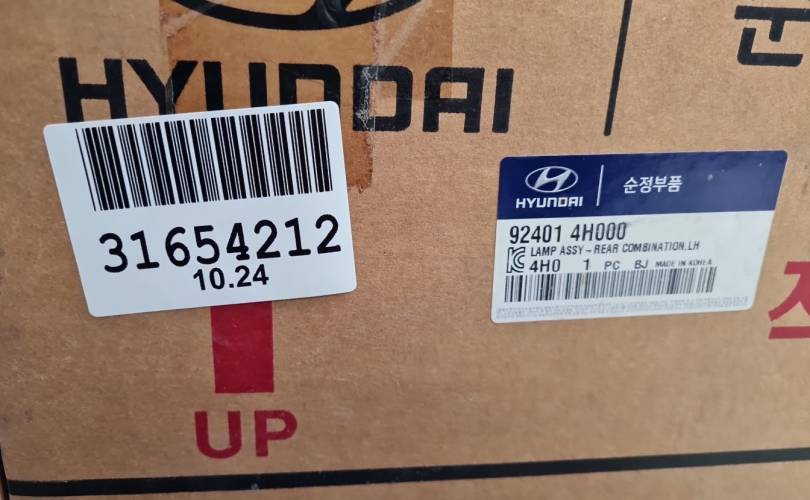 HYUNDAI
순
31654212
10.24
HYUNDAI
순정부품
92401 4H000
LAMP ASSY-REAR COMBINATION,LH
4H0 1 PC BJ MADE IN KOREA
UP